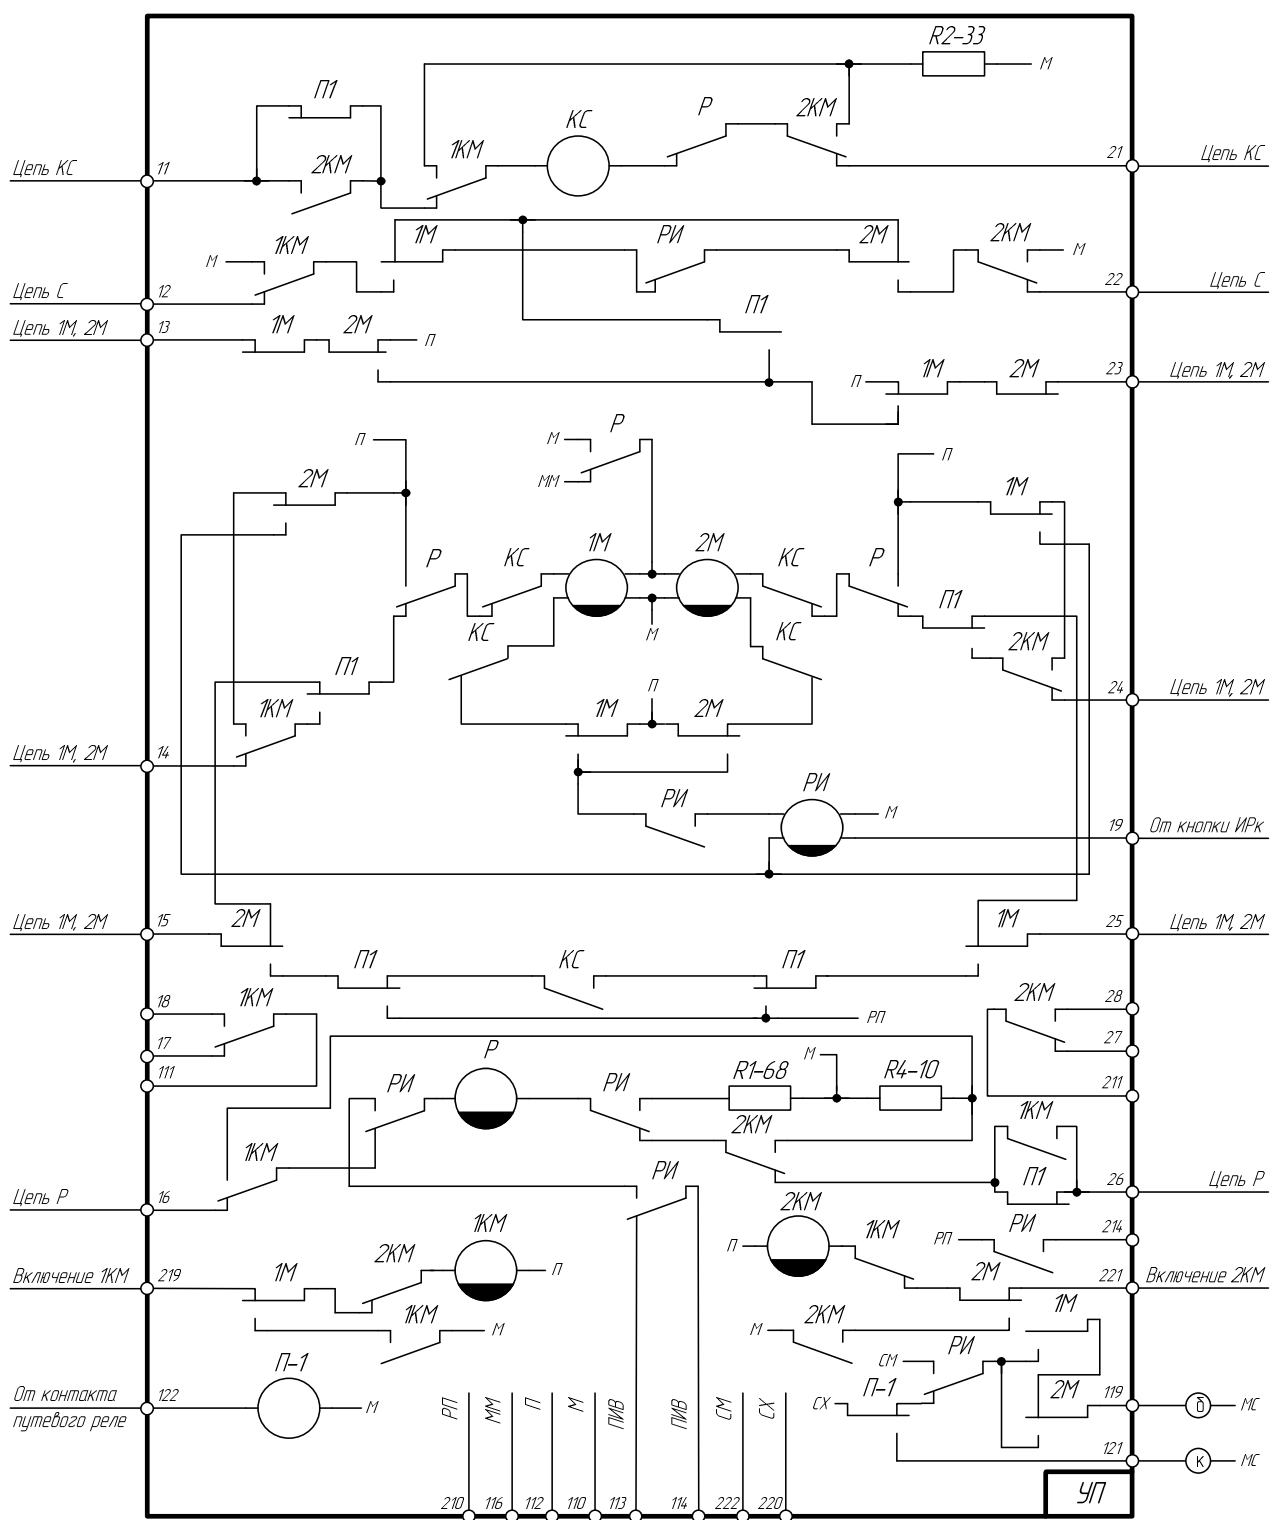 R2-33
М
П1
КС
Р
2КМ
Цепь КС
11
2КМ
1КМ
21
Цепь КС
1КМ
1М
РИ
2М
2КМ
М
М
Цепь С
12
22
Цепь С
П1
Цепь 1М, 2М
13
1М
2М
П
П
1М
2М
23
Цепь 1М, 2М
П
М
Р
ММ
П
2М
1М
Р
КС
1М
2М
КС
Р
КС
М
КС
П1
П1
2КМ
1КМ
П
1М
2М
24
Цепь 1М, 2М
Цепь 1М, 2М
14
РИ
РИ
М
19
От кнопки ИРк
Цепь 1М, 2М
15
2М
1М
25
Цепь 1М, 2М
П1
КС
П1
18
1КМ
РП
2КМ
28
17
27
111
211
РИ
Р
РИ
R1-68
М
R4-10
2КМ
1КМ
1КМ
РИ
П1
Цепь Р
16
26
Цепь Р
1КМ
2КМ
1КМ
РП
РИ
214
П
2КМ
П
Включение 1КМ
219
1М
2М
221
Включение 2КМ
1КМ
М
М
2КМ
1М
П-1
СМ
РИ
От контакта
путевого реле
122
М
СХ
П-1
2М
119
б
МС
121
К
МС
РП
ММ
П
М
ПИВ
ПИВ
СМ
СХ
210
116
112
110
113
114
222
220
УП